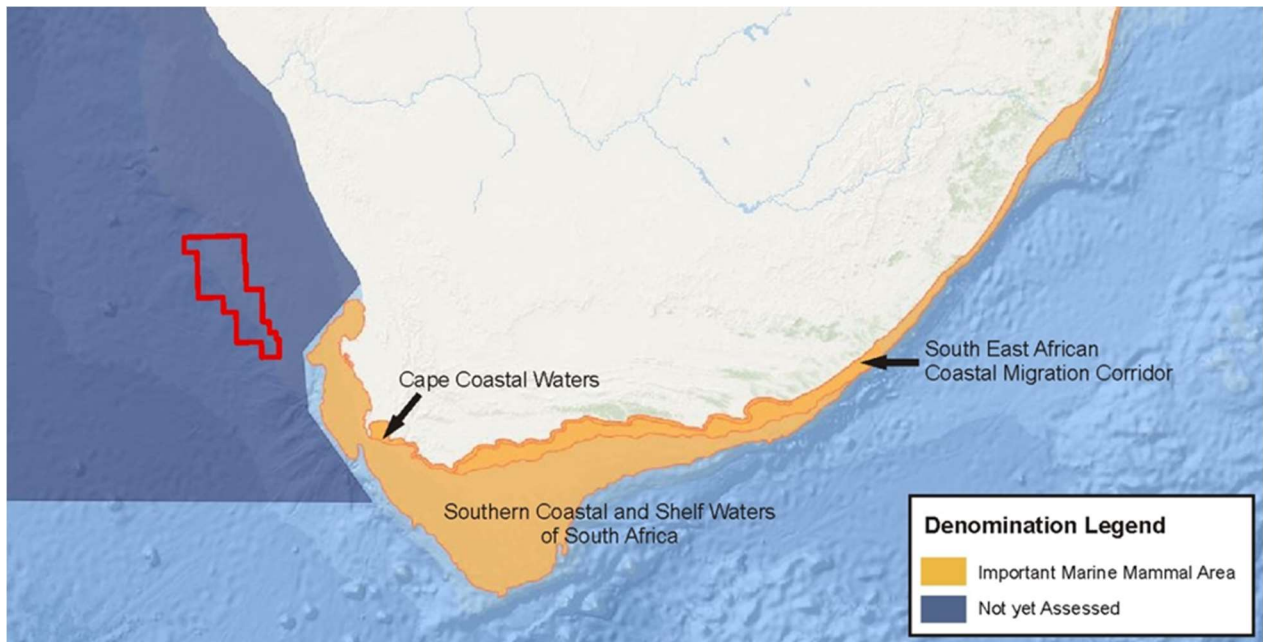 South East African
Coastal Migration Corridor
Cape Coastal Waters
Southern Coastal and Shelf Waters
of South Africa
Denomination Legend
Important Marine Mammal Area
Not yet Assessed